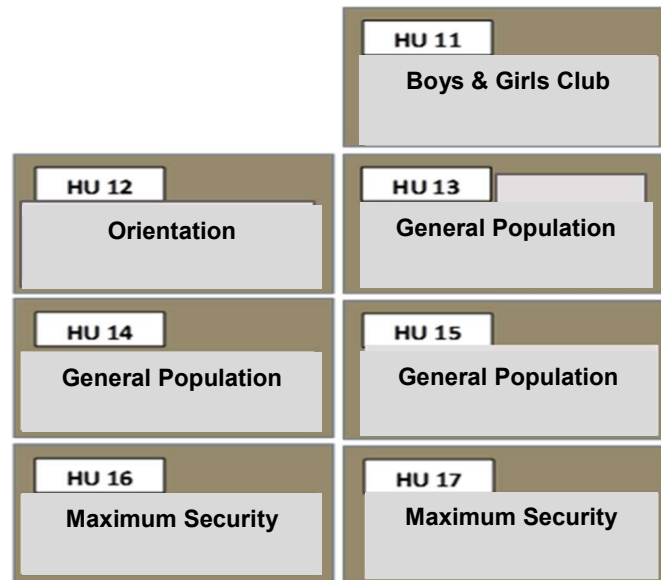 HU 11
Boys & Girls Club
HU 12
Orientation
HU 13
General Population
HU 14
General Population
HU 15
General Population
HU 16
Maximum Security
HU 17
Maximum Security